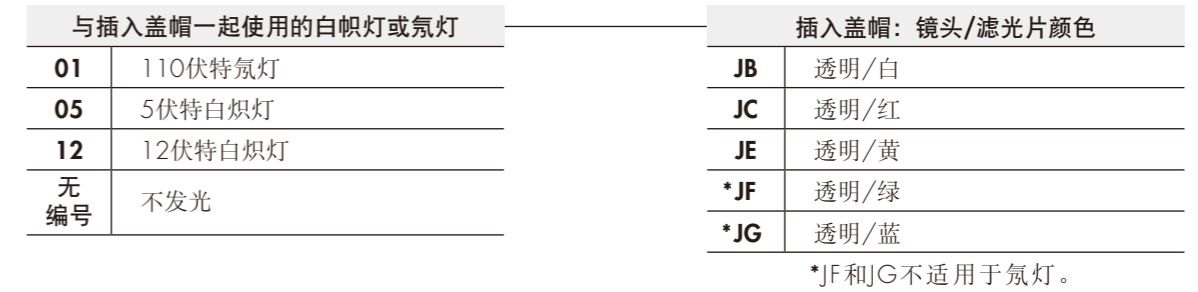 与插入盖帽一起使用的白帜灯或氖灯
01 110伏特氖灯
05 5伏特白炽灯
12 12伏特白炽灯
无
编号 不发光
插入盖帽：镜头/滤光片颜色
JB 透明/白
JC 透明/红
JE 透明/黄
*JF 透明/绿
*JG 透明/蓝
*JF和JG不适用于氖灯。